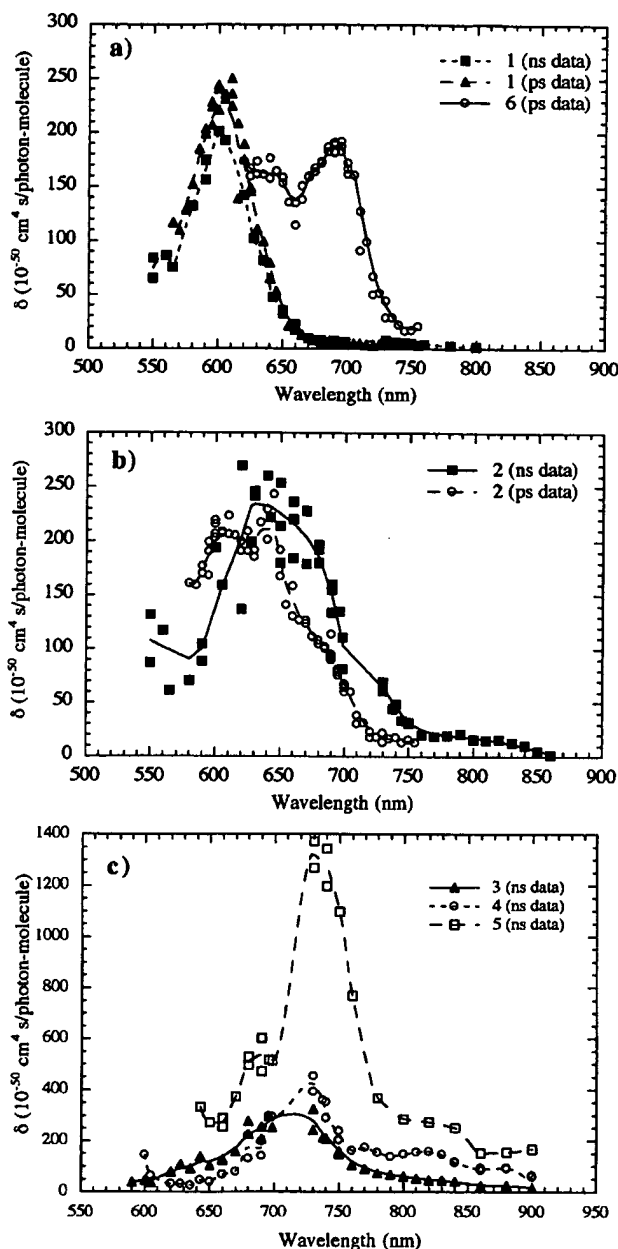 a)
1 (ns data)
1 (ps data)
6 (ps data)
δ (10⁻⁵⁰ cm⁴ s/photon-molecule)
300
250
200
150
100
50
0
500 550 600 650 700 750 800 850 900
Wavelength (nm)
b)
2 (ns data)
2 (ps data)
δ (10⁻⁵⁰ cm⁴ s/photon-molecule)
300
250
200
150
100
50
0
500 550 600 650 700 750 800 850 900
Wavelength (nm)
c)
3 (ns data)
4 (ns data)
5 (ns data)
δ (10⁻⁵⁰ cm⁴ s/photon-molecule)
1400
1200
1000
800
600
400
200
0
550 600 650 700 750 800 850 900 950
Wavelength (nm)